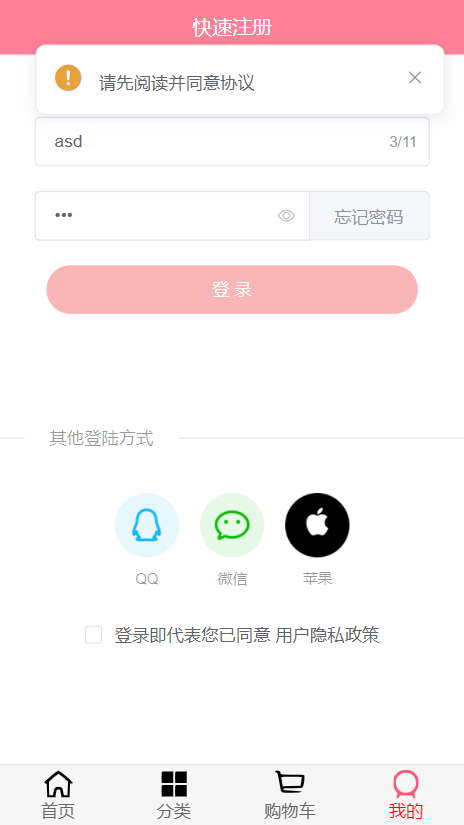 快速注册
请先阅读并同意协议
asd 3/11
••• 忘记密码
登 录
其他登陆方式
QQ 微信 苹果
登录即代表您已同意 用户隐私政策
首页 分类 购物车 我的